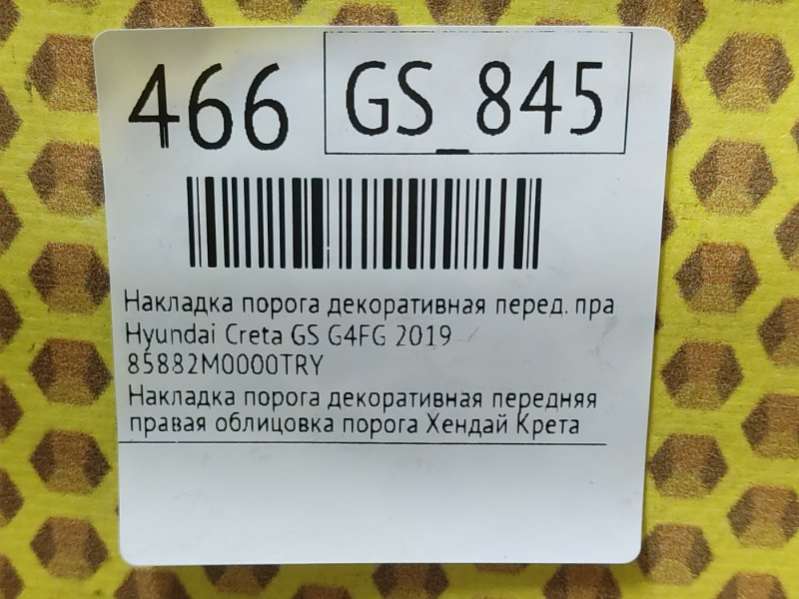 466 GS_845
Накладка порога декоративная перед. пра
Hyundai Creta GS G4FG 2019
85882M0000TRY
Накладка порога декоративная передняя
правая облицовка порога Хендай Крета